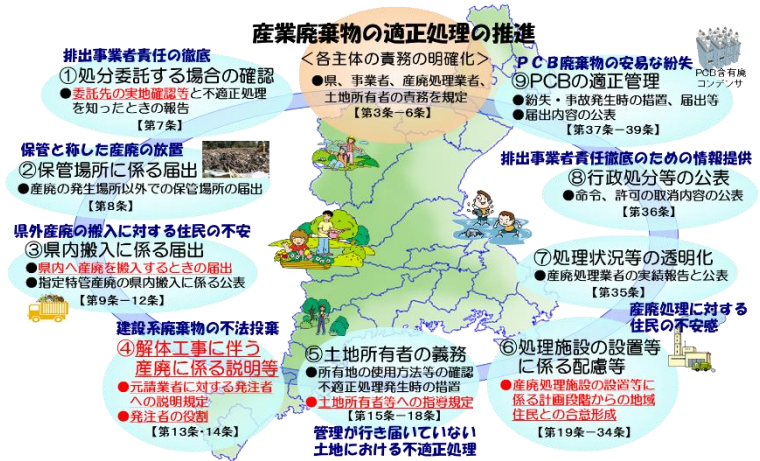 産業廃棄物の適正処理の推進
＜各主体の責務の明確化＞
●県、事業者、産廃処理業者、
土地所有者の責務を規定
【第3条－6条】
排出事業者責任の徹底
①処分委託する場合の確認
●委託先の実地確認等と不適正処理
を知ったときの報告
【第7条】
保管と称した産廃の放置
②保管場所に係る届出
●産廃の発生場所以外での保管場所の届出
【第8条】
県外産廃の搬入に対する住民の不安
③県内搬入に係る届出
●県内へ産廃を搬入するときの届出
●指定特管産廃の県内搬入に係る公表
【第9条－12条】
建設系廃棄物の不法投棄
④解体工事に伴う
産廃に係る説明等
●元請業者に対する発注者
への説明規定
●発注者の役割
【第13条・14条】
⑤土地所有者の義務
●所有地の使用方法等の確認
不適正処理発生時の措置
●土地所有者等への指導規定
【第15条－18条】
管理が行き届いていない
土地における不適正処理
産廃処理に対する
住民の不安感
⑥処理施設の設置等
に係る配慮等
●産廃処理施設の設置等に
係る計画段階からの地域
住民との合意形成
【第19条－34条】
⑦処理状況等の透明化
●産廃処理業者の実績報告と公表
【第35条】
排出事業者責任徹底のための情報提供
⑧行政処分等の公表
●命令、許可の取消内容の公表
【第36条】
ＰＣＢ廃棄物の安易な紛失
⑨PCBの適正管理
●紛失・事故発生時の措置、届出等
●届出内容の公表
【第37条－39条】
PCB含有廃
コンデンサ